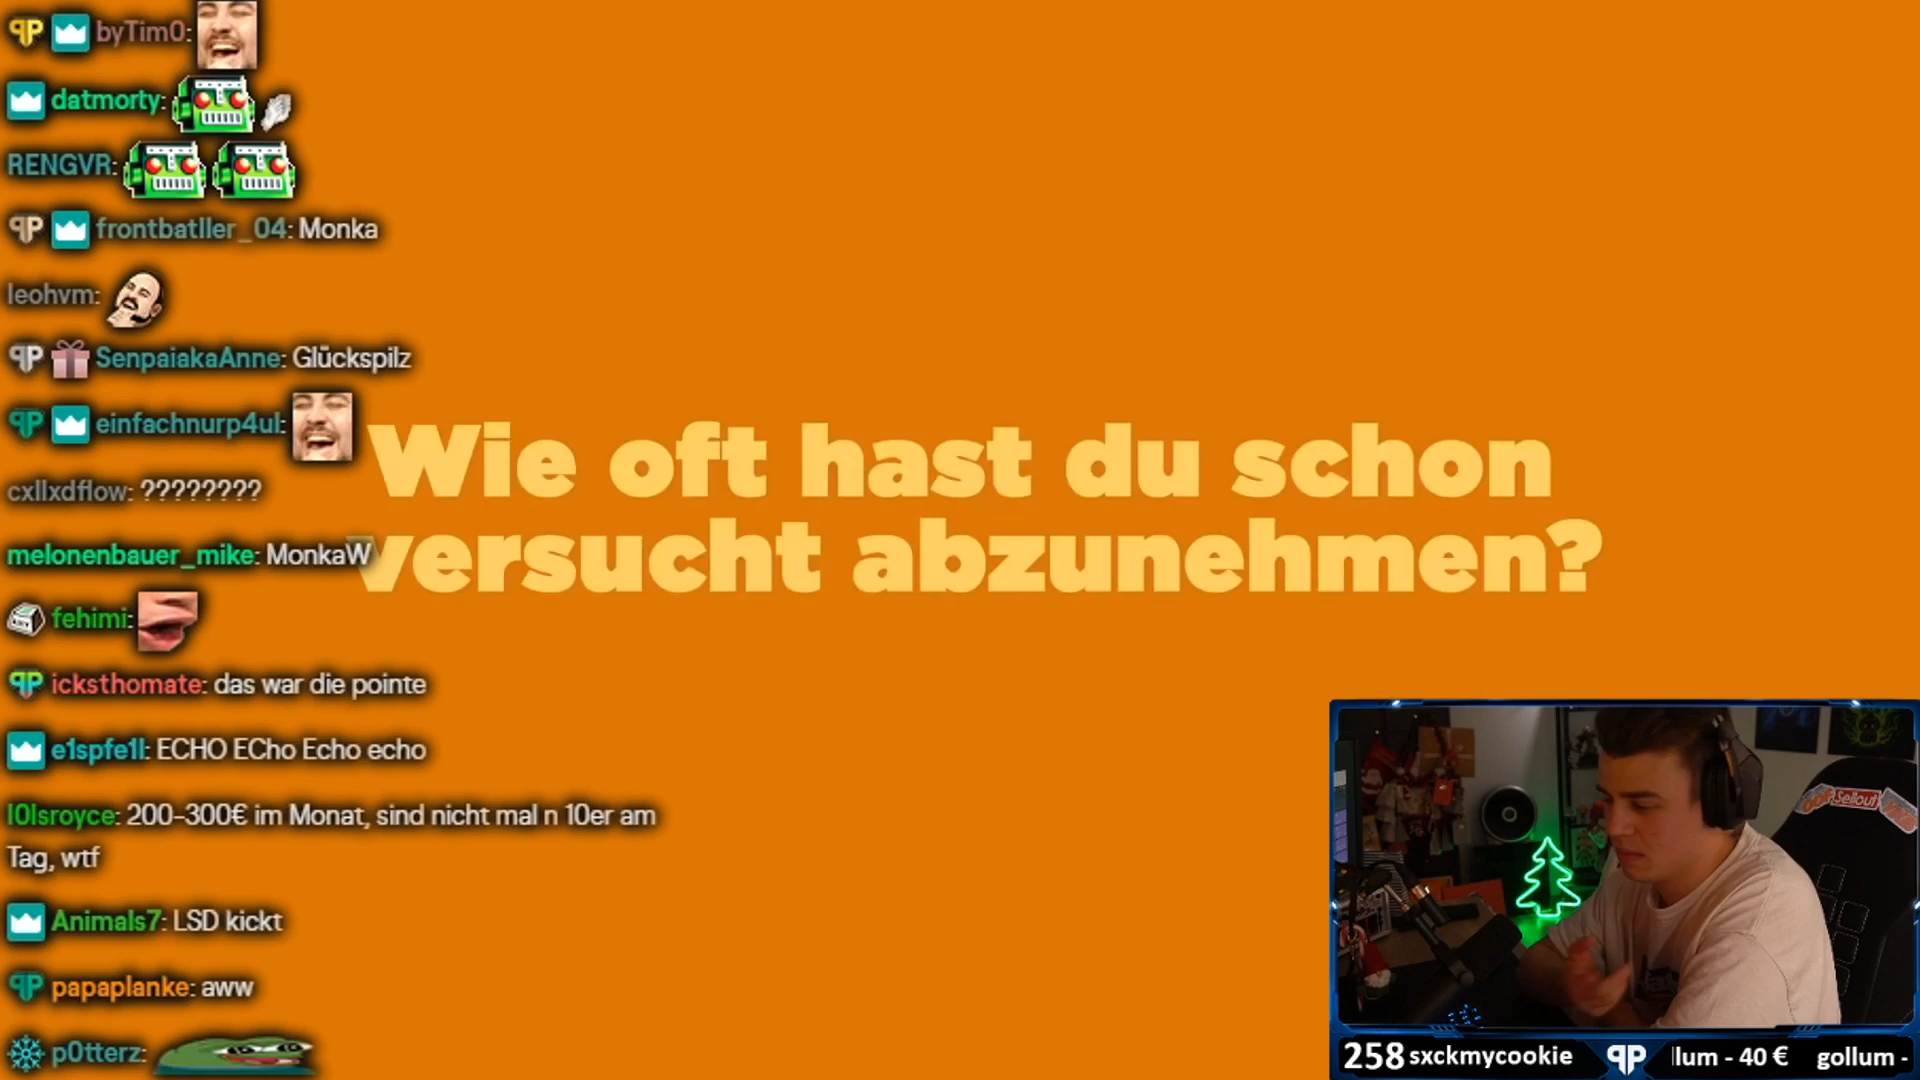 byTim0:
datmorty:
RENGVR:
frontbatller_04: Monka
leohvm:
SenpaiakaAnne: Glückspilz
einfachnurp4ul:
cxllxdflow: ????????
melonenbauer_mike: MonkaW
fehimi:
icksthomate: das war die pointe
e1spfe1l: ECHO ECho Echo echo
l0lsroyce: 200-300€ im Monat, sind nicht mal n 10er am
Tag, wtf
Animals7: LSD kickt
papaplanke: aww
p0tterz:
Wie oft hast du schon
versucht abzunehmen?
Sellout
258 sxckmycookie
PP
lum - 40 €
gollum -